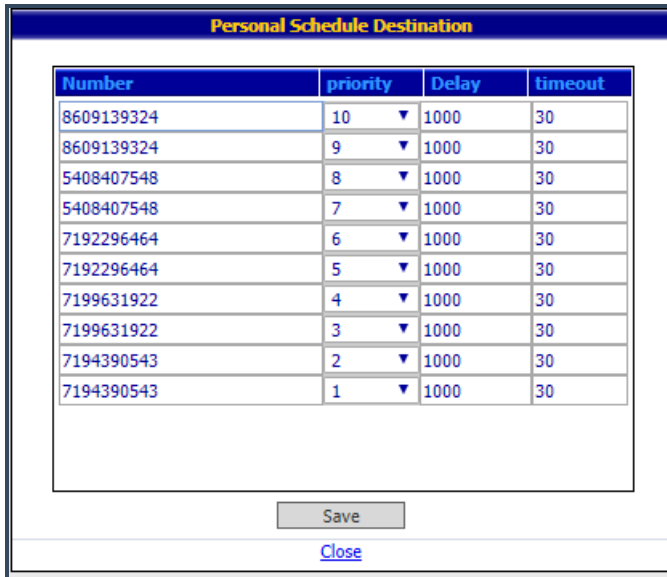 Personal Schedule Destination
Number priority Delay timeout
8609139324 10 1000 30
8609139324 9 1000 30
5408407548 8 1000 30
5408407548 7 1000 30
7192296464 6 1000 30
7192296464 5 1000 30
7199631922 4 1000 30
7199631922 3 1000 30
7194390543 2 1000 30
7194390543 1 1000 30
Save
Close